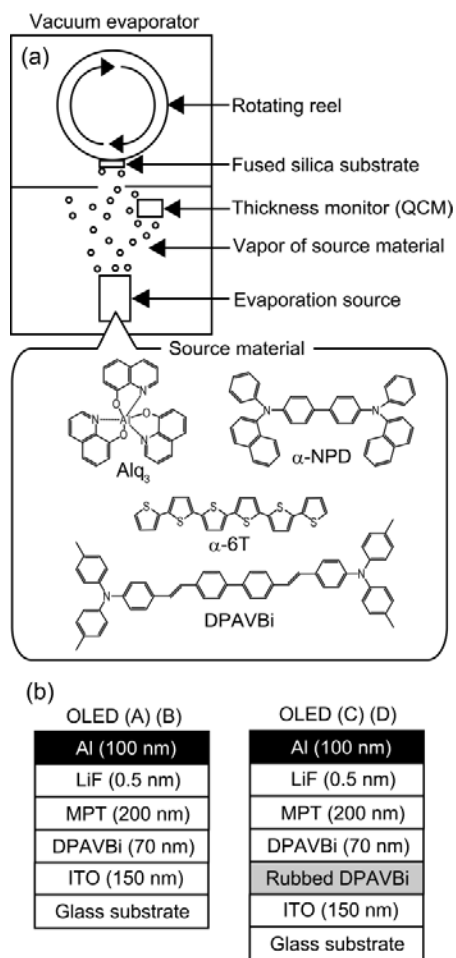 Vacuum evaporator
(a)
Rotating reel
Fused silica substrate
Thickness monitor (QCM)
Vapor of source material
Evaporation source
Source material
N
O
N
Al
O
O
N
Alq3
N
N
α-NPD
S
S
S
S
S
S
α-6T
N
N
DPAVBi
(b)
OLED (A) (B)
Al (100 nm)
LiF (0.5 nm)
MPT (200 nm)
DPAVBi (70 nm)
ITO (150 nm)
Glass substrate
OLED (C) (D)
Al (100 nm)
LiF (0.5 nm)
MPT (200 nm)
DPAVBi (70 nm)
Rubbed DPAVBi
ITO (150 nm)
Glass substrate